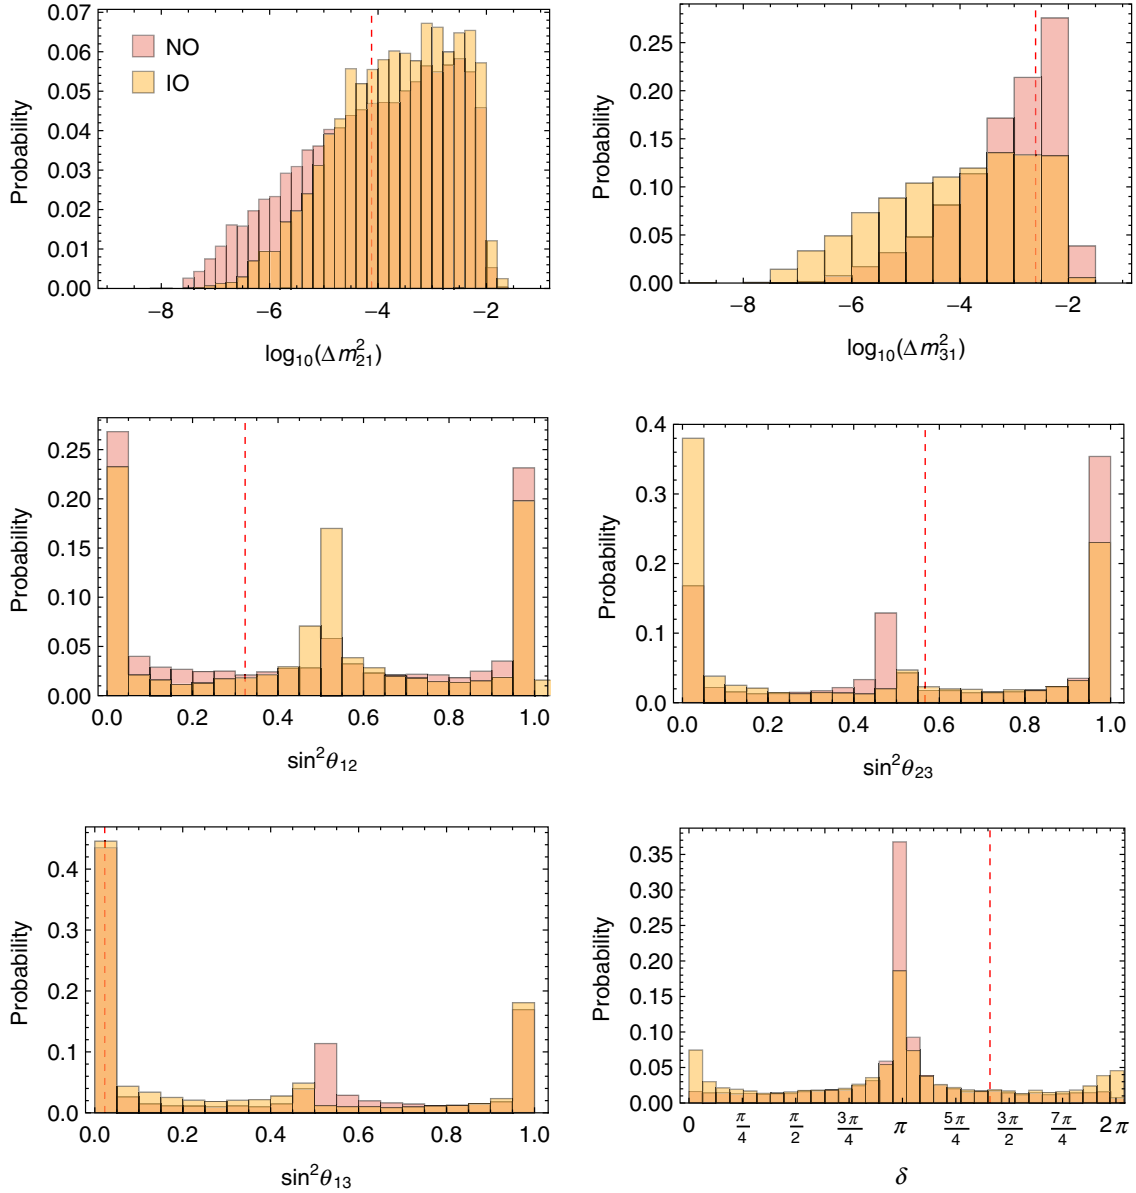 NO
IO
Probability
0.07
0.06
0.05
0.04
0.03
0.02
0.01
0.00
−8 −6 −4 −2
log₁₀(Δm²₂₁)
Probability
0.25
0.20
0.15
0.10
0.05
0.00
−8 −6 −4 −2
log₁₀(Δm²₃₁)
Probability
0.25
0.20
0.15
0.10
0.05
0.00
0.0 0.2 0.4 0.6 0.8 1.0
sin²θ₁₂
Probability
0.4
0.3
0.2
0.1
0.0
0.0 0.2 0.4 0.6 0.8 1.0
sin²θ₂₃
Probability
0.4
0.3
0.2
0.1
0.0
0.0 0.2 0.4 0.6 0.8 1.0
sin²θ₁₃
Probability
0.35
0.30
0.25
0.20
0.15
0.10
0.05
0.00
0 π/4 π/2 3π/4 π 5π/4 3π/2 7π/4 2π
δ